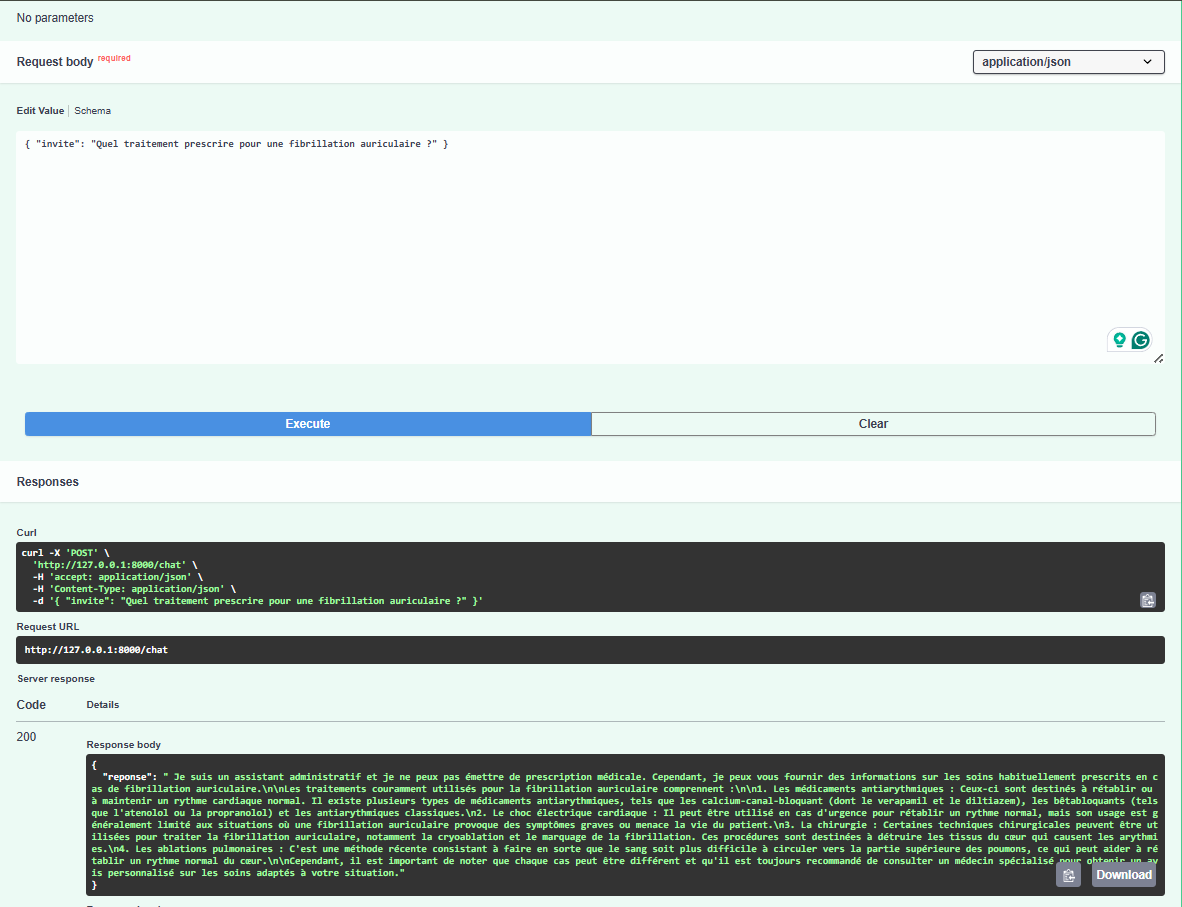 No parameters
Request body required
application/json
Edit Value | Schema
{ "invite": "Quel traitement prescrire pour une fibrillation auriculaire ?" }
Execute
Clear
Responses
Curl
curl -X 'POST' \
'http://127.0.0.1:8000/chat' \
-H 'accept: application/json' \
-H 'Content-Type: application/json' \
-d '{ "invite": "Quel traitement prescrire pour une fibrillation auriculaire ?" }'
Request URL
http://127.0.0.1:8000/chat
Server response
Code Details
200
Response body
{
"reponse": " Je suis un assistant administratif et je ne peux pas émettre de prescription médicale. Cependant, je peux vous fournir des informations sur les soins habituellement prescrits en c
as de fibrillation auriculaire.\n\nLes traitements couramment utilisés pour la fibrillation auriculaire comprennent :\n\n1. Les médicaments antiarythmiques : Ceux-ci sont destinés à rétablir ou
à maintenir un rythme cardiaque normal. Il existe plusieurs types de médicaments antiarythmiques, tels que les calcium-canal-bloquant (dont le verapamil et le diltiazem), les bêtabloquants (tels
que l'atenolol ou la propranolol) et les antiarythmiques classiques.\n2. Le choc électrique cardiaque : Il peut être utilisé en cas d'urgence pour rétablir un rythme normal, mais son usage est g
énéralement limité aux situations où une fibrillation auriculaire provoque des symptômes graves ou menace la vie du patient.\n3. La chirurgie : Certaines techniques chirurgicales peuvent être ut
ilisées pour traiter la fibrillation auriculaire, notamment la cryoablation et le marquage de la fibrillation. Ces procédures sont destinées à détruire les tissus du cœur qui causent les arythmi
es.\n4. Les ablations pulmonaires : C'est une méthode récente consistant à faire en sorte que le sang soit plus difficile à circuler vers la partie supérieure des poumons, ce qui peut aider à ré
tablir un rythme normal du cœur.\n\nCependant, il est important de noter que chaque cas peut être différent et qu'il est toujours recommandé de consulter un médecin spécialisé pour obtenir un av
is personnalisé sur les soins adaptés à votre situation."
}
Download